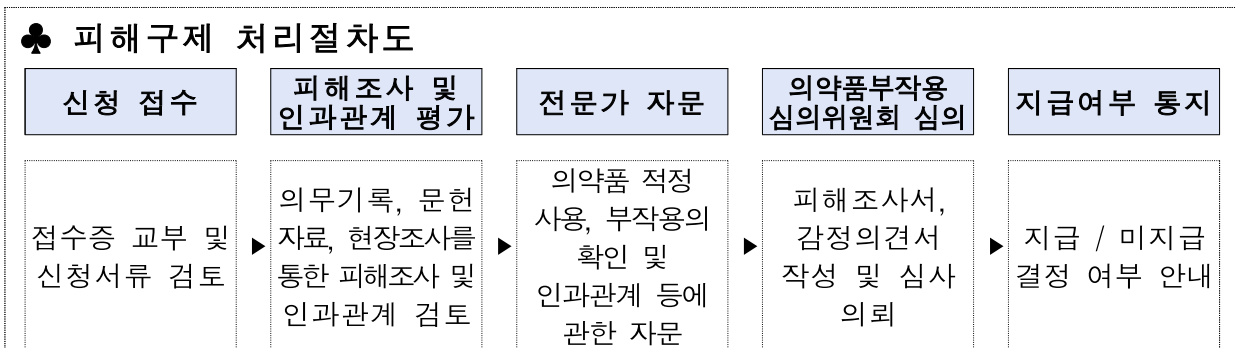 ♣ 피해구제 처리절차도
신청 접수
피해조사 및
인과관계 평가
전문가 자문
의약품부작용
심의위원회 심의
지급여부 통지
접수증 교부 및
신청서류 검토
▶
의무기록, 문헌
자료, 현장조사를
통한 피해조사 및
인과관계 검토
▶
의약품 적정
사용, 부작용의
확인 및
인과관계 등에
관한 자문
▶
피해조사서,
감정의견서
작성 및 심사
의뢰
▶
지급 / 미지급
결정 여부 안내